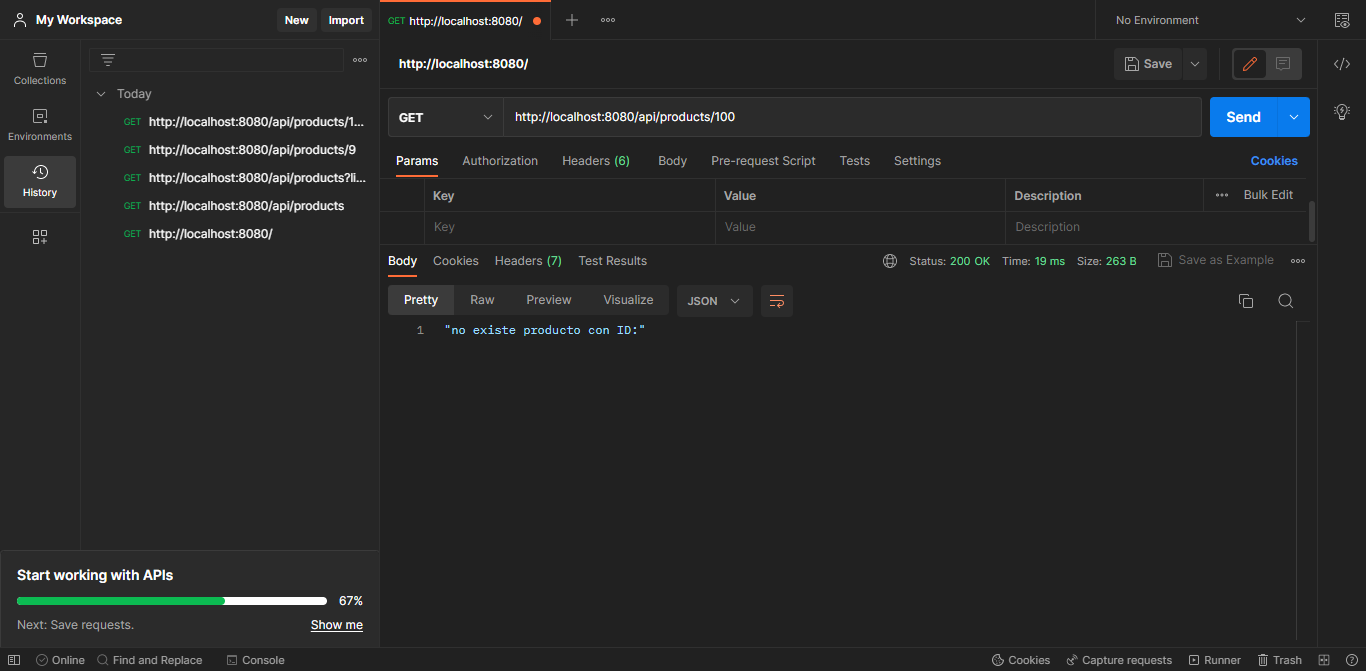 My Workspace
New
Import
GET http://localhost:8080/
No Environment
Collections
Environments
History
Today
GET http://localhost:8080/api/products/1...
GET http://localhost:8080/api/products/9
GET http://localhost:8080/api/products?li...
GET http://localhost:8080/api/products
GET http://localhost:8080/
http://localhost:8080/
Save
GET
http://localhost:8080/api/products/100
Send
Params Authorization Headers (6) Body Pre-request Script Tests Settings Cookies
Key Value Description Bulk Edit
Key Value Description
Body Cookies Headers (7) Test Results Status: 200 OK Time: 19 ms Size: 263 B Save as Example
Pretty Raw Preview Visualize JSON
1 "no existe producto con ID:"
Start working with APIs
67%
Next: Save requests. Show me
Online Find and Replace Console Cookies Capture requests Runner Trash